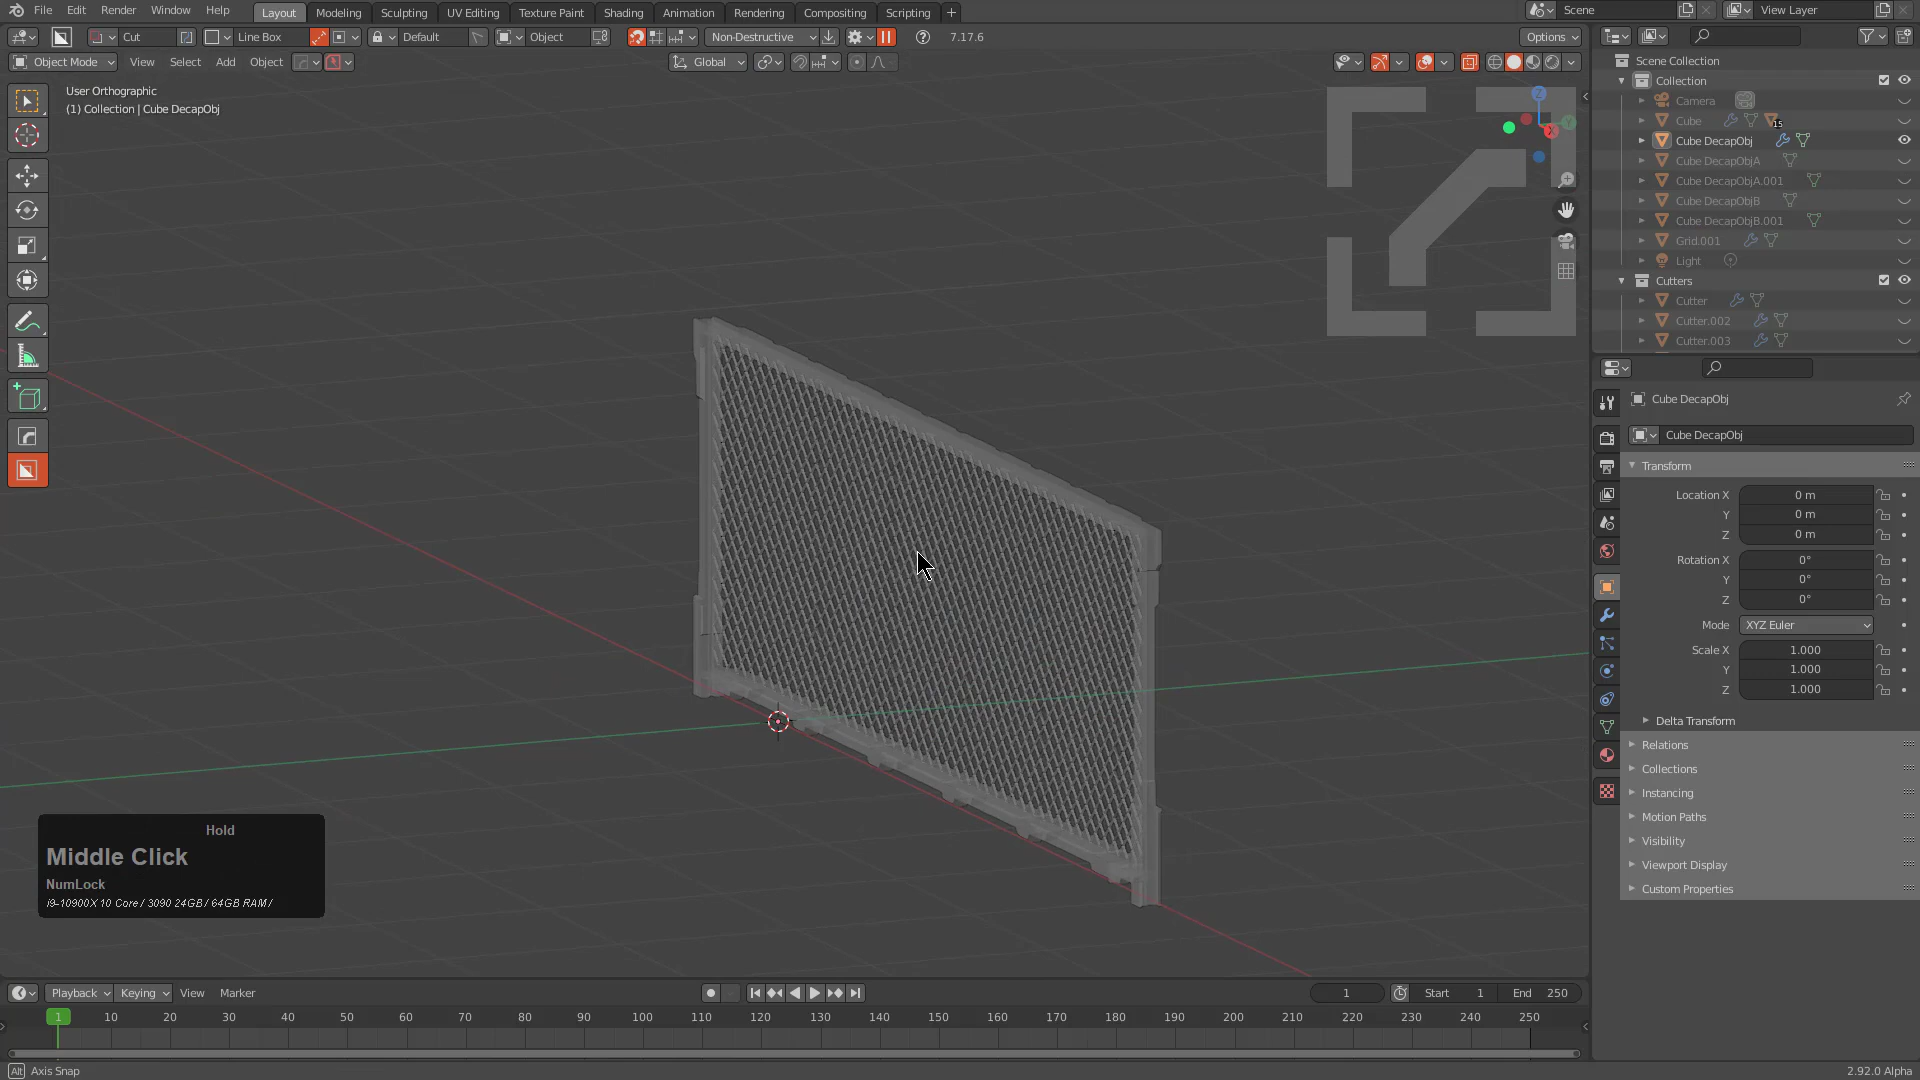 File Edit Render Window Help
Layout Modeling Sculpting UV Editing Texture Paint Shading Animation Rendering Compositing Scripting
Scene View Layer
Cut Line Box Default Object Non-Destructive 7.17.6 Options
Object Mode View Select Add Object Global
User Orthographic
(1) Collection | Cube DecapObj
Z
Y
X
Scene Collection
Collection
Camera
Cube 15
Cube DecapObj
Cube DecapObjA
Cube DecapObjA.001
Cube DecapObjB
Cube DecapObjB.001
Grid.001
Light
Cutters
Cutter
Cutter.002
Cutter.003
Cube DecapObj
Cube DecapObj
Transform
Location X 0 m
Y 0 m
Z 0 m
Rotation X 0°
Y 0°
Z 0°
Mode XYZ Euler
Scale X 1.000
Y 1.000
Z 1.000
Delta Transform
Relations
Collections
Instancing
Motion Paths
Visibility
Viewport Display
Custom Properties
Hold
Middle Click
NumLock
i9-10900X 10 Core / 3090 24GB / 64GB RAM /
Playback Keying View Marker 1 Start 1 End 250
1 10 20 30 40 50 60 70 80 90 100 110 120 130 140 150 160 170 180 190 200 210 220 230 240 250
Alt Axis Snap 2.92.0 Alpha